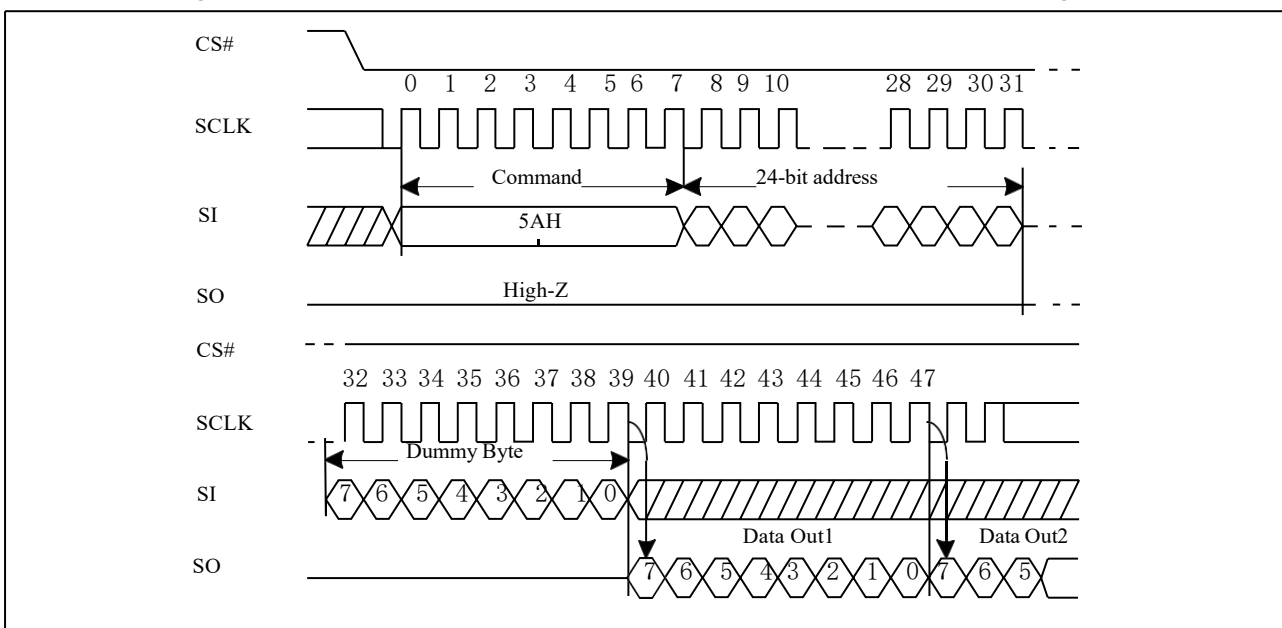 CS#
0 1 2 3 4 5 6 7 8 9 10 28 29 30 31
SCLK
Command 24-bit address
SI
5AH
SO
High-Z
CS#
32 33 34 35 36 37 38 39 40 41 42 43 44 45 46 47
SCLK
Dummy Byte
SI
7 6 5 4 3 2 1 0
Data Out1 Data Out2
SO
7 6 5 4 3 2 1 0 7 6 5